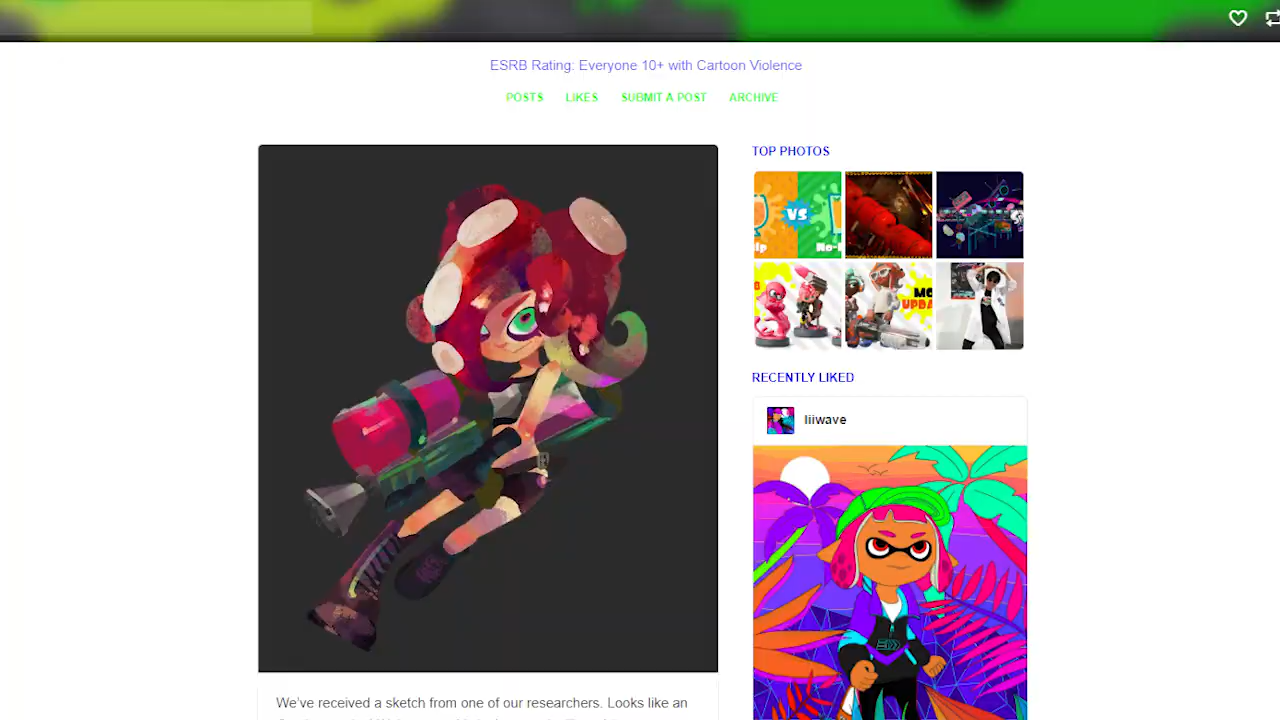 ESRB Rating: Everyone 10+ with Cartoon Violence
POSTS LIKES SUBMIT A POST ARCHIVE
TOP PHOTOS
VS
RECENTLY LIKED
liiwave
We've received a sketch from one of our researchers. Looks like an